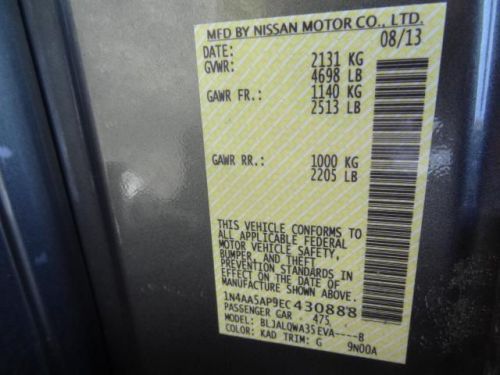 MFD BY NISSAN MOTOR CO., LTD.
DATE: 08/13
GVWR: 2131 KG
4698 LB
GAWR FR.: 1140 KG
2513 LB
GAWR RR.: 1000 KG
2205 LB
THIS VEHICLE CONFORMS TO
ALL APPLICABLE FEDERAL
MOTOR VEHICLE SAFETY,
BUMPER, AND THEFT
PREVENTION STANDARDS IN
EFFECT ON THE DATE OF
MANUFACTURE SHOWN ABOVE.
1N4AA5AP9EC430888
PASSENGER CAR 475
MODEL: BLJALQWA35EVA----B
COLOR: KAD TRIM: G 9N00A